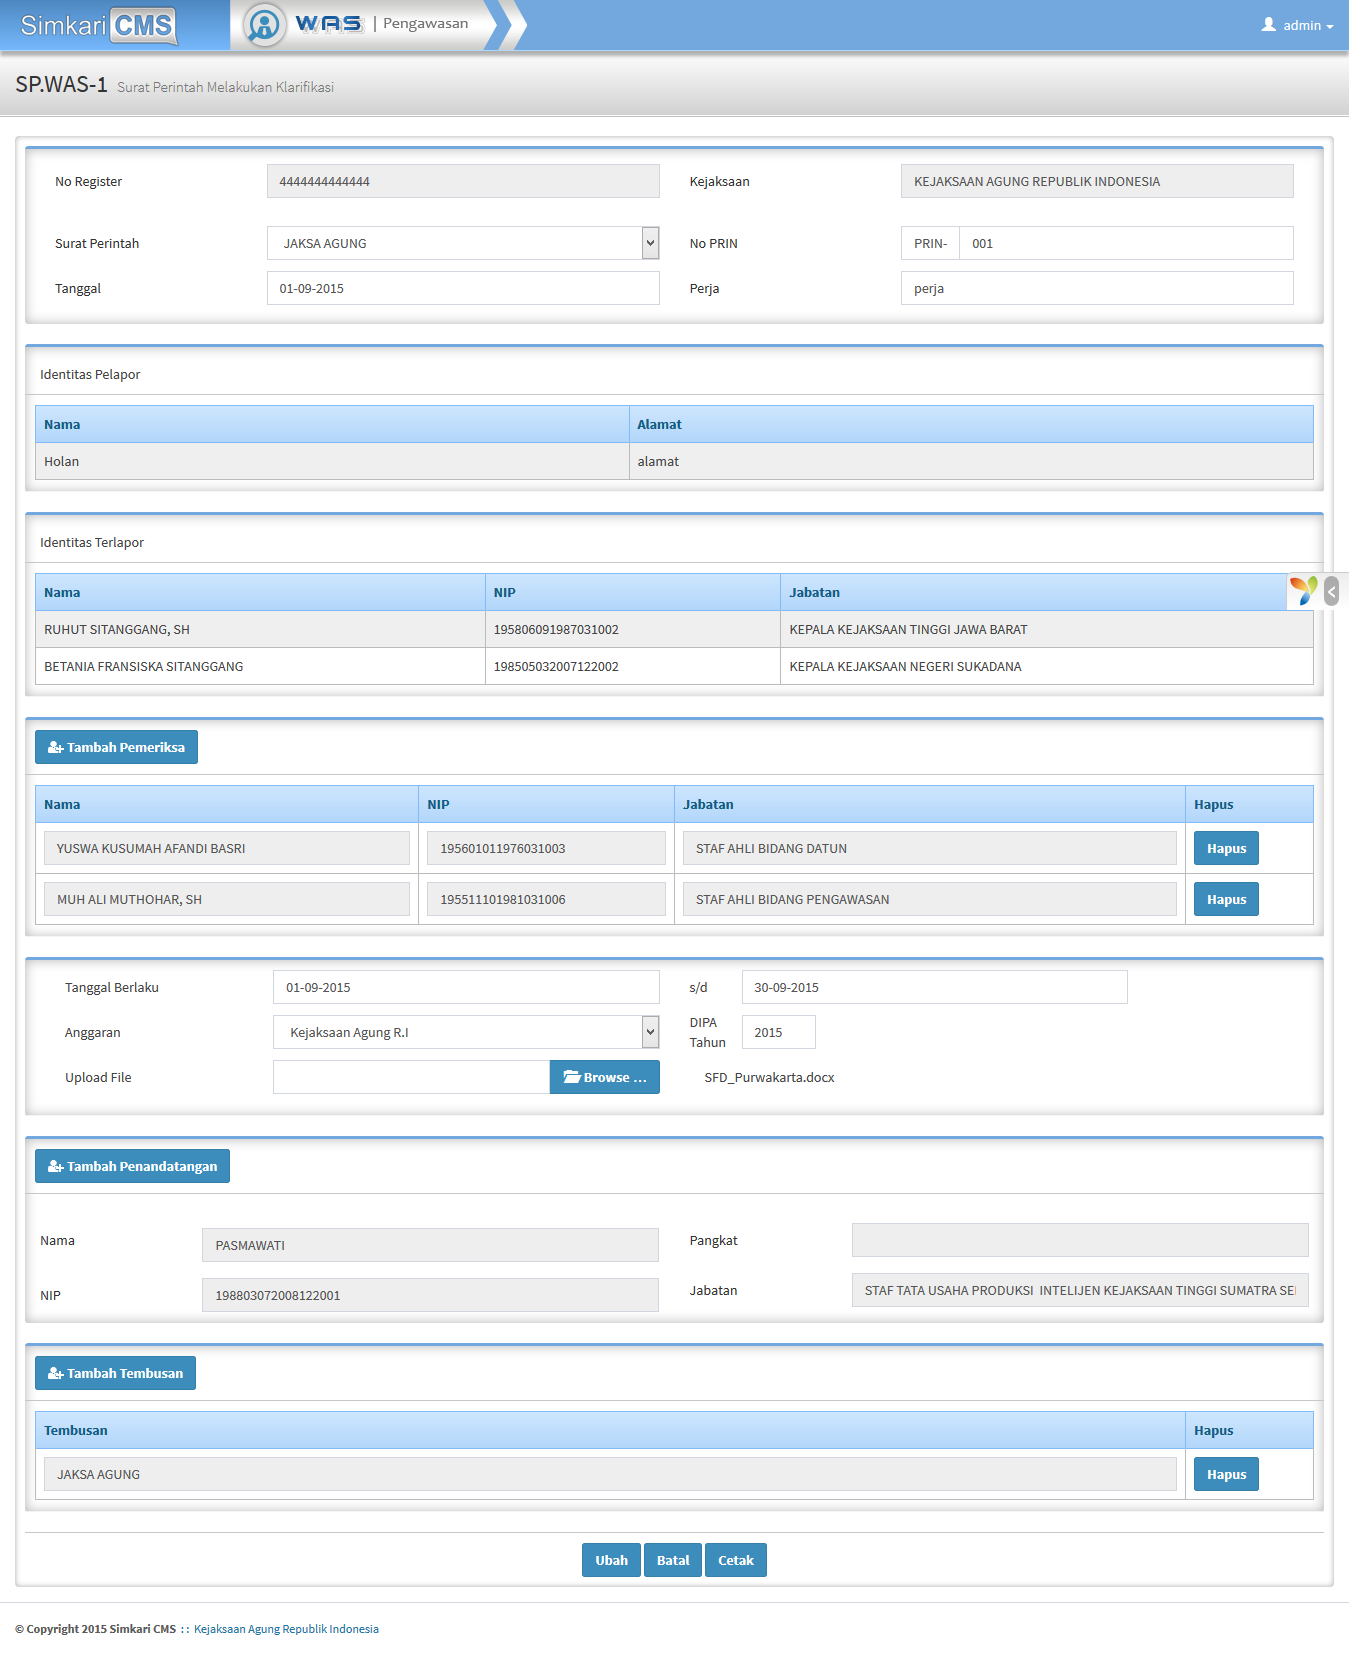 Simkari CMS WAS | Pengawasan admin
SP.WAS-1 Surat Perintah Melakukan Klarifikasi
No Register 4444444444444 Kejaksaan KEJAKSAAN AGUNG REPUBLIK INDONESIA
Surat Perintah JAKSA AGUNG No PRIN PRIN- 001
Tanggal 01-09-2015 Perja perja
Identitas Pelapor
Nama Alamat
Holan alamat
Identitas Terlapor
Nama NIP Jabatan
RUHUT SITANGGANG, SH 195806091987031002 KEPALA KEJAKSAAN TINGGI JAWA BARAT
BETANIA FRANSISKA SITANGGANG 198505032007122002 KEPALA KEJAKSAAN NEGERI SUKADANA
Tambah Pemeriksa
Nama NIP Jabatan Hapus
YUSWA KUSUMAH AFANDI BASRI 195601011976031003 STAF AHLI BIDANG DATUN Hapus
MUH ALI MUTHOHAR, SH 195511101981031006 STAF AHLI BIDANG PENGAWASAN Hapus
Tanggal Berlaku 01-09-2015 s/d 30-09-2015
Anggaran Kejaksaan Agung R.I DIPA Tahun 2015
Upload File Browse ... SFD_Purwakarta.docx
Tambah Penandatangan
Nama PASMAWATI Pangkat
NIP 198803072008122001 Jabatan STAF TATA USAHA PRODUKSI INTELIJEN KEJAKSAAN TINGGI SUMATRA SE
Tambah Tembusan
Tembusan Hapus
JAKSA AGUNG Hapus
Ubah Batal Cetak
© Copyright 2015 Simkari CMS :: Kejaksaan Agung Republik Indonesia